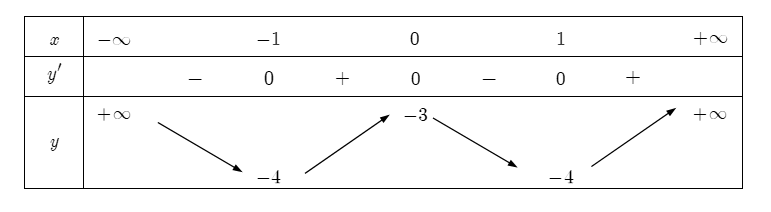 x −∞ −1 0 1 +∞
y′ − 0 + 0 − 0 +
+∞ −3 +∞
y
−4 −4